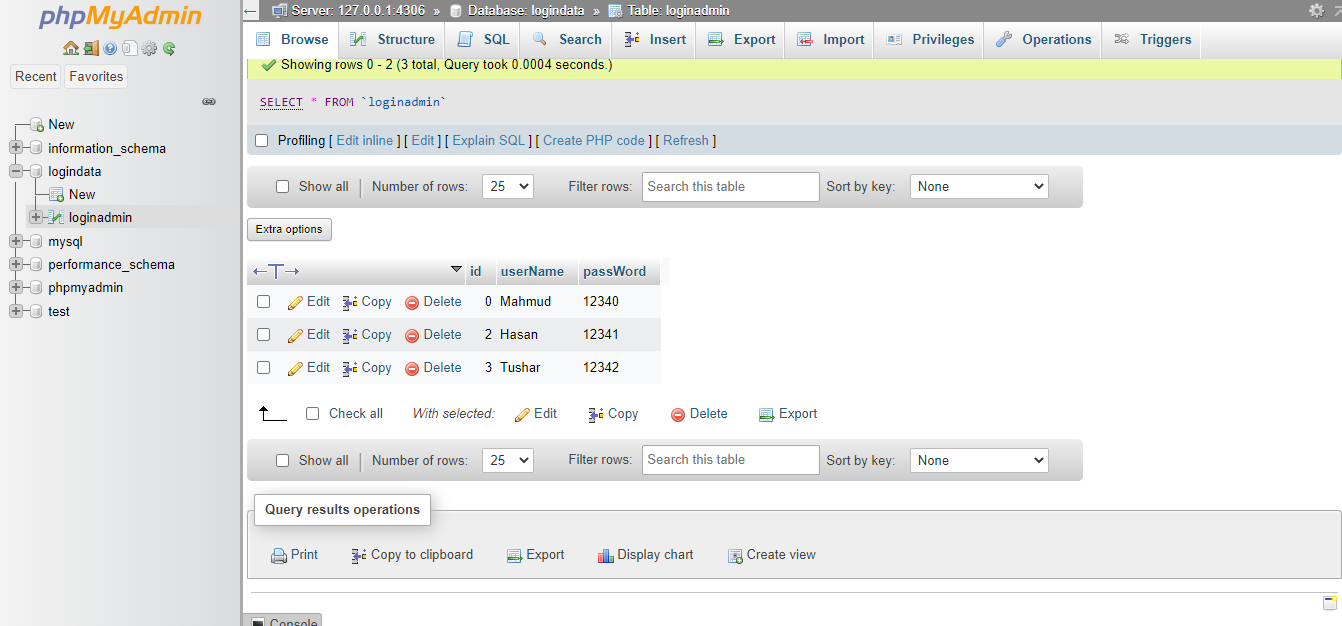 phpMyAdmin
Recent Favorites
New
information_schema
logindata
New
loginadmin
mysql
performance_schema
phpmyadmin
test
Server: 127.0.0.1:4306 » Database: logindata » Table: loginadmin
Browse Structure SQL Search Insert Export Import Privileges Operations Triggers
Showing rows 0 - 2 (3 total, Query took 0.0004 seconds.)
SELECT * FROM `loginadmin`
Profiling [ Edit inline ] [ Edit ] [ Explain SQL ] [ Create PHP code ] [ Refresh ]
Show all Number of rows: 25 Filter rows: Search this table Sort by key: None
Extra options
←T→ id userName passWord
Edit Copy Delete 0 Mahmud 12340
Edit Copy Delete 2 Hasan 12341
Edit Copy Delete 3 Tushar 12342
Check all With selected: Edit Copy Delete Export
Show all Number of rows: 25 Filter rows: Search this table Sort by key: None
Query results operations
Print Copy to clipboard Export Display chart Create view
Console